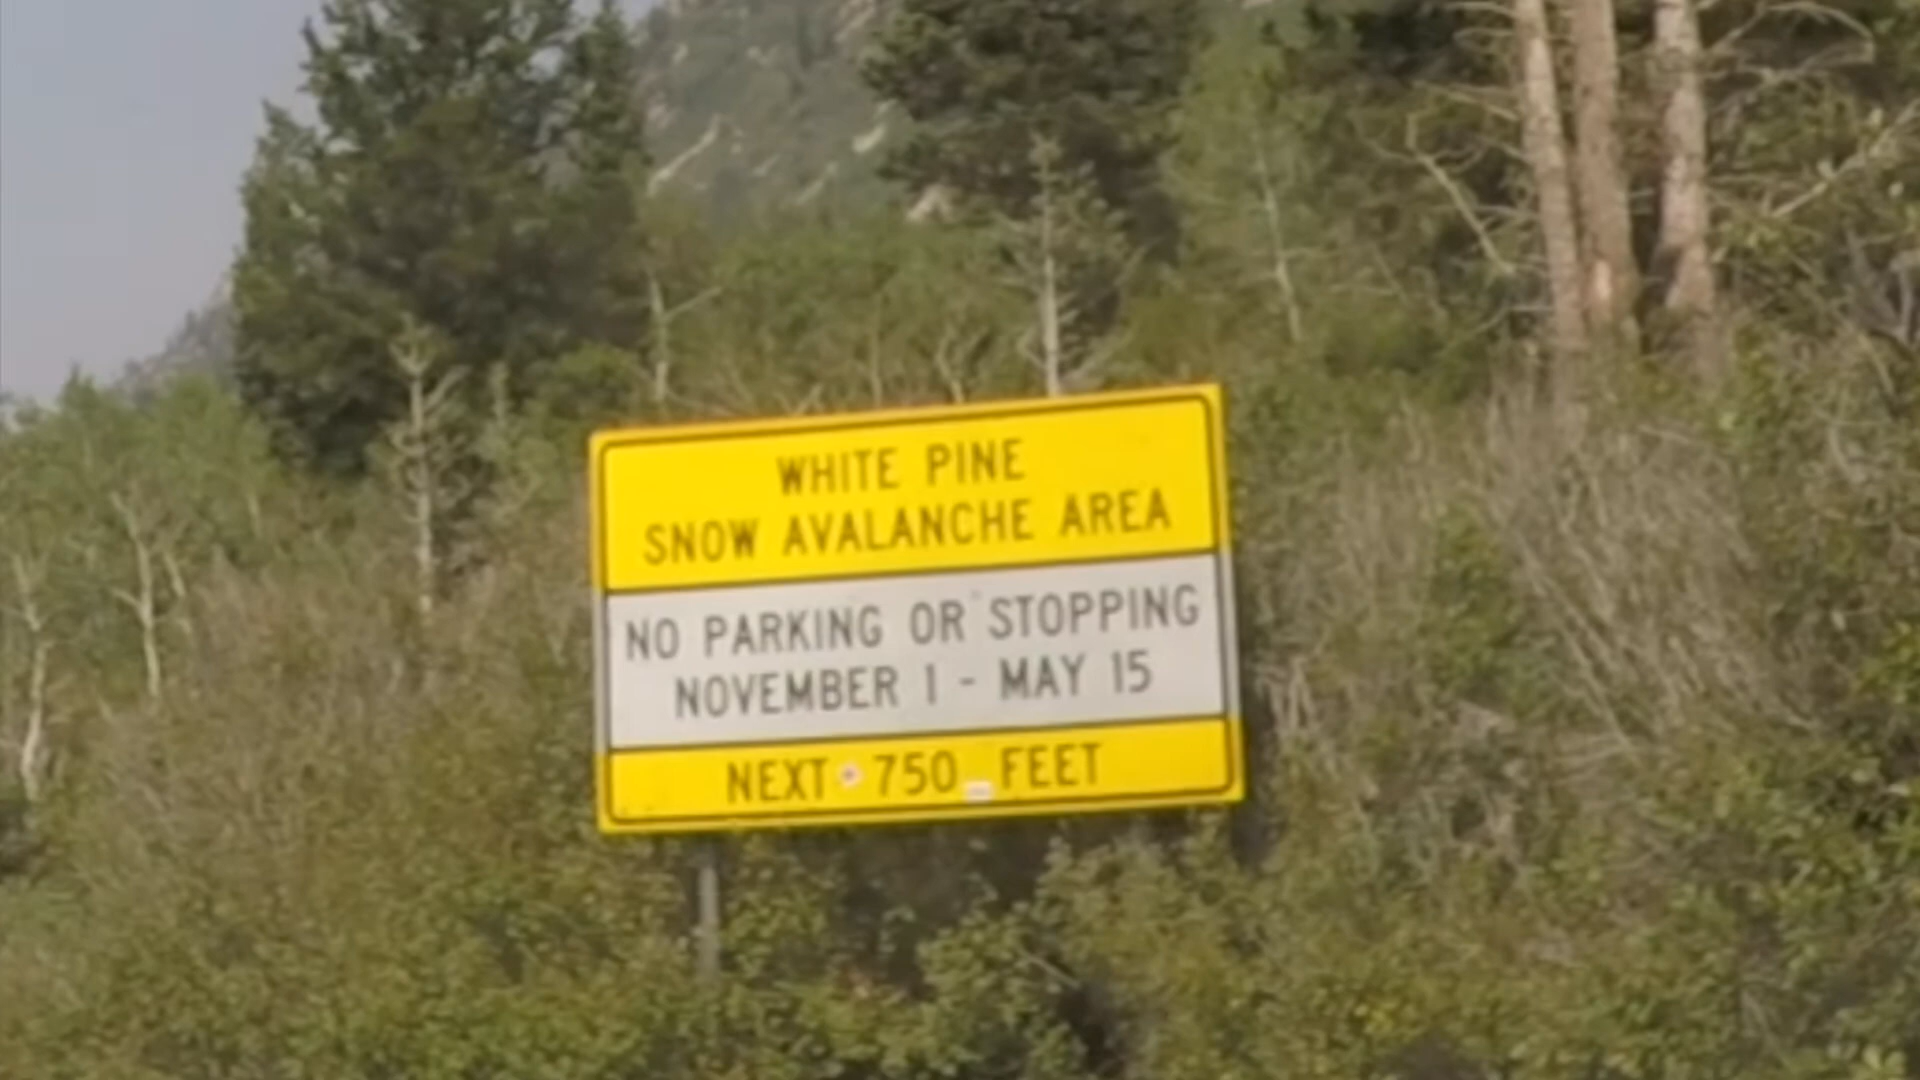 WHITE PINE
SNOW AVALANCHE AREA
NO PARKING OR STOPPING
NOVEMBER 1 - MAY 15
NEXT 750 FEET